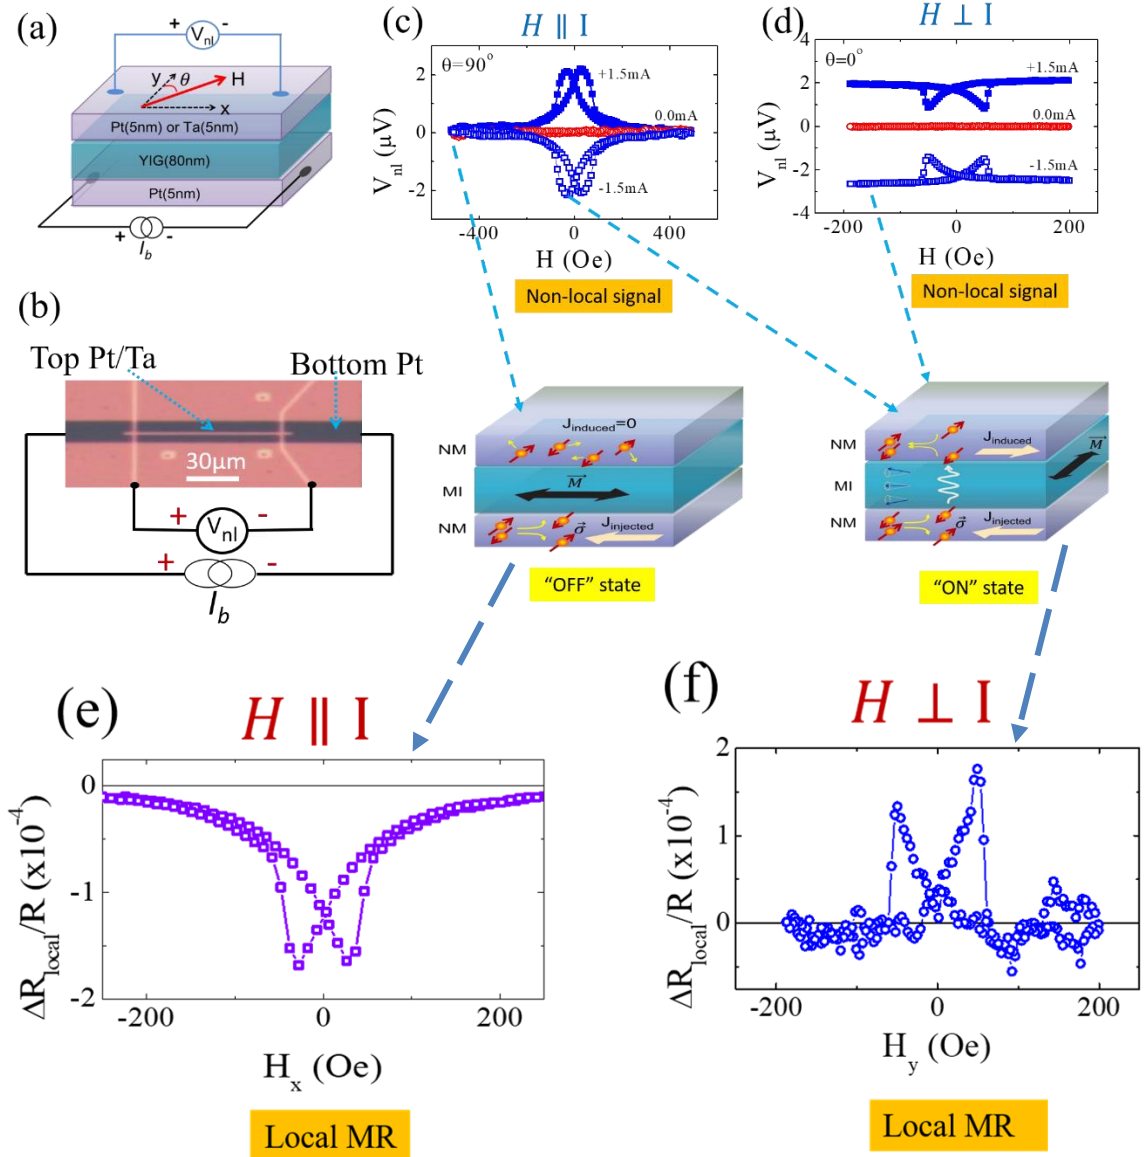 (a)
+ V_nl -
y θ H
x
Pt(5nm) or Ta(5nm)
YIG(80nm)
Pt(5nm)
+ I_b -
(c)
H ∥ I
θ=90°
+1.5mA
0.0mA
-1.5mA
V_nl (μV)
2
0
-2
-400 0 400
H (Oe)
Non-local signal
(d)
H ⊥ I
θ=0°
+1.5mA
0.0mA
-1.5mA
V_nl (μV)
4
2
0
-2
-4
-200 0 200
H (Oe)
Non-local signal
(b)
Top Pt/Ta
Bottom Pt
30μm
+ V_nl -
+ -
I_b
NM
J_induced=0
MI
M
NM
σ
J_injected
"OFF" state
NM
J_induced
MI
M
NM
σ
J_injected
"ON" state
(e)
H ∥ I
ΔR_local/R (x10^-4)
0
-1
-2
-200 0 200
H_x (Oe)
Local MR
(f)
H ⊥ I
ΔR_local/R (x10^-4)
2
1
0
-200 0 200
H_y (Oe)
Local MR